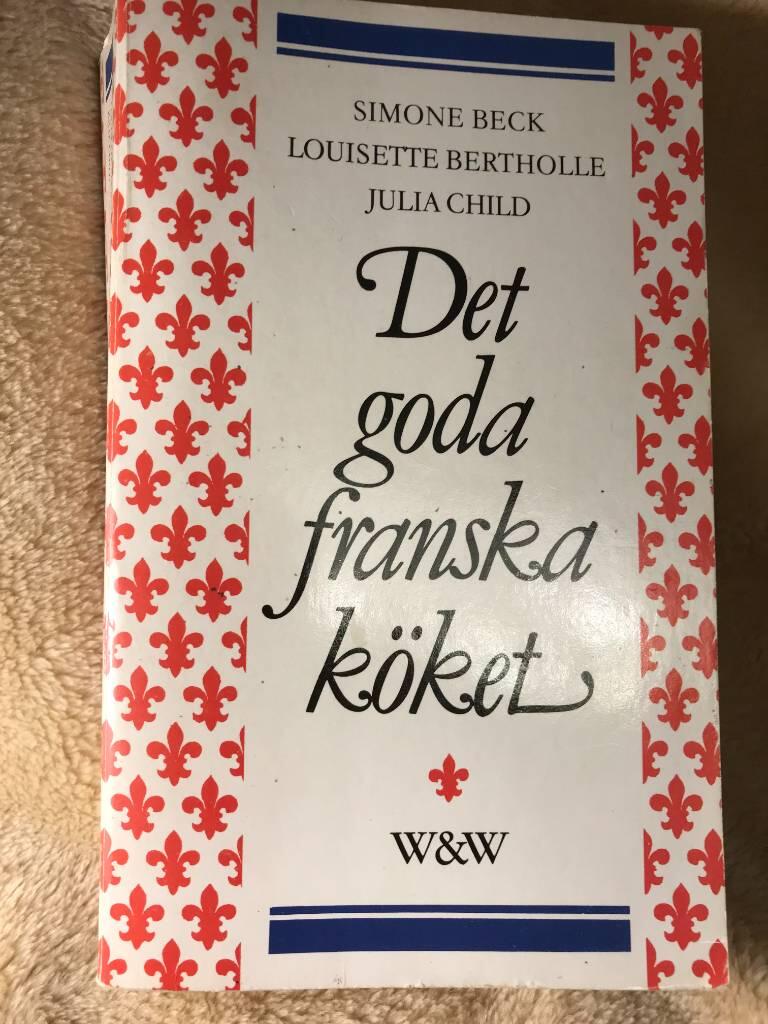 SIMONE BECK
LOUISETTE BERTHOLLE
JULIA CHILD
Det
goda
franska
köket
W&W